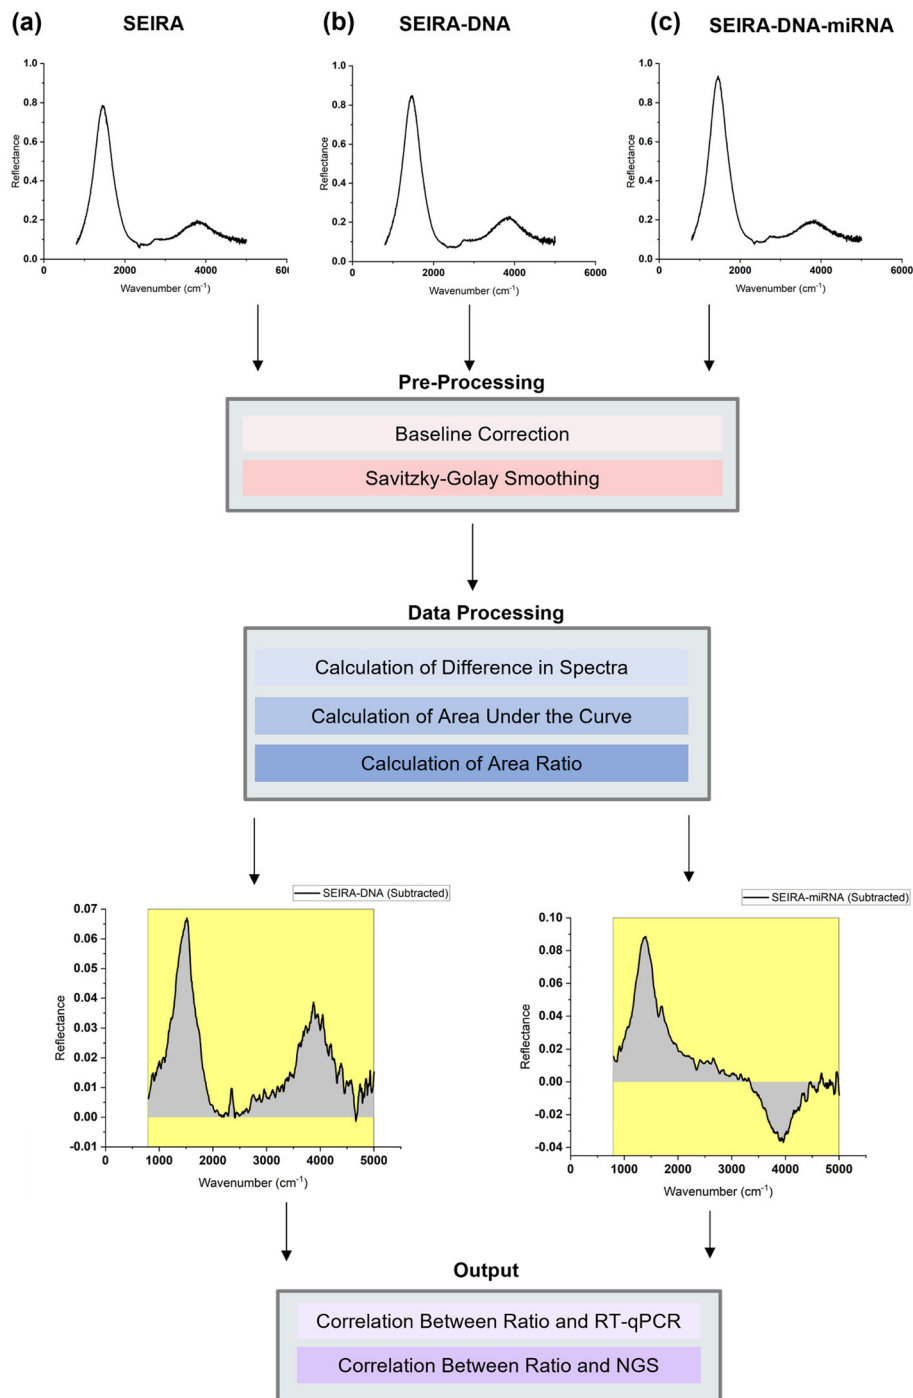 (a) SEIRA
(b) SEIRA-DNA
(c) SEIRA-DNA-miRNA
1.0
0.8
0.6
0.4
0.2
0.0
Reflectance
0 2000 4000 600
Wavenumber (cm-1)
1.0
0.8
0.6
0.4
0.2
0.0
Reflectance
0 2000 4000 6000
Wavenumber (cm-1)
1.0
0.8
0.6
0.4
0.2
0.0
Reflectance
0 2000 4000 6000
Wavenumber (cm-1)
Pre-Processing
Baseline Correction
Savitzky-Golay Smoothing
Data Processing
Calculation of Difference in Spectra
Calculation of Area Under the Curve
Calculation of Area Ratio
SEIRA-DNA (Subtracted)
0.07
0.06
0.05
0.04
0.03
0.02
0.01
0.00
-0.01
Reflectance
0 1000 2000 3000 4000 5000
Wavenumber (cm-1)
SEIRA-miRNA (Subtracted)
0.10
0.08
0.06
0.04
0.02
0.00
-0.02
-0.04
Reflectance
0 1000 2000 3000 4000 5000
Wavenumber (cm-1)
Output
Correlation Between Ratio and RT-qPCR
Correlation Between Ratio and NGS